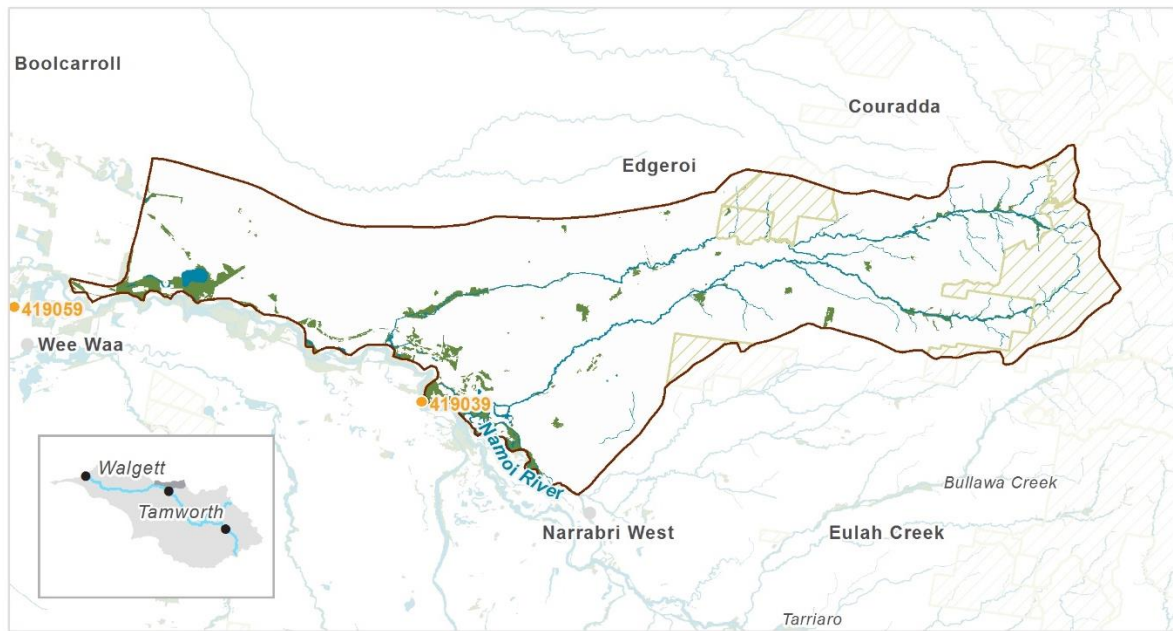 Boolcarroll
Couradda
Edgeroi
419059
Wee Waa
419039
Namoi River
Walgett
Tamworth
Narrabri West
Bullawa Creek
Eulah Creek
Tarriaro